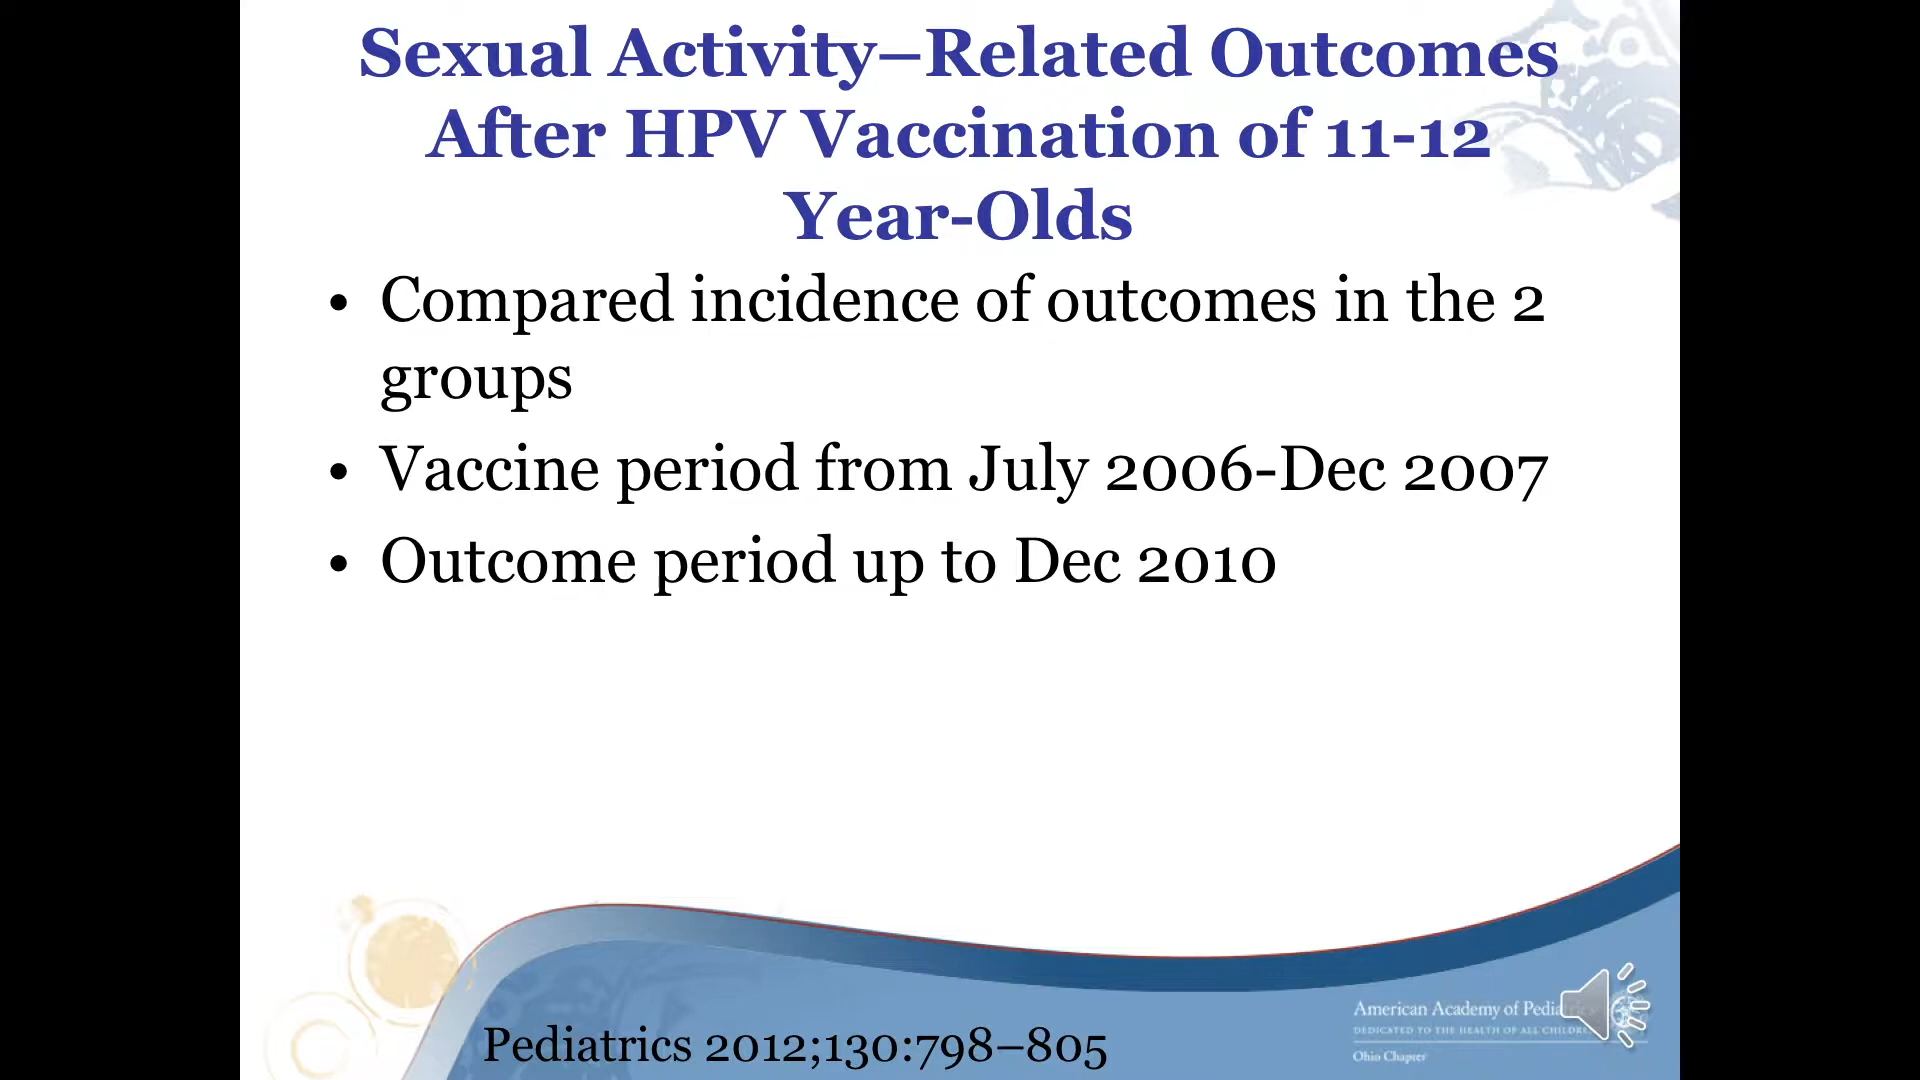 Sexual Activity–Related Outcomes
After HPV Vaccination of 11-12
Year-Olds
• Compared incidence of outcomes in the 2
groups
• Vaccine period from July 2006-Dec 2007
• Outcome period up to Dec 2010
Pediatrics 2012;130:798–805
American Academy of
DEDICATED TO THE HEALTH OF ALL
Ohio Chapter